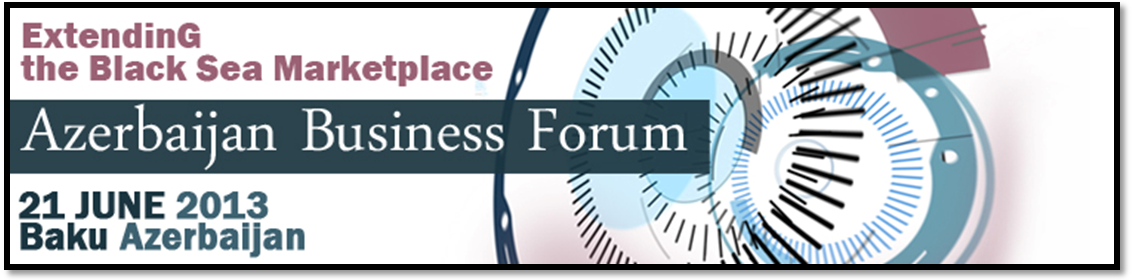 ExtendinG
the Black Sea Marketplace
Azerbaijan Business Forum
21 JUNE 2013
Baku Azerbaijan